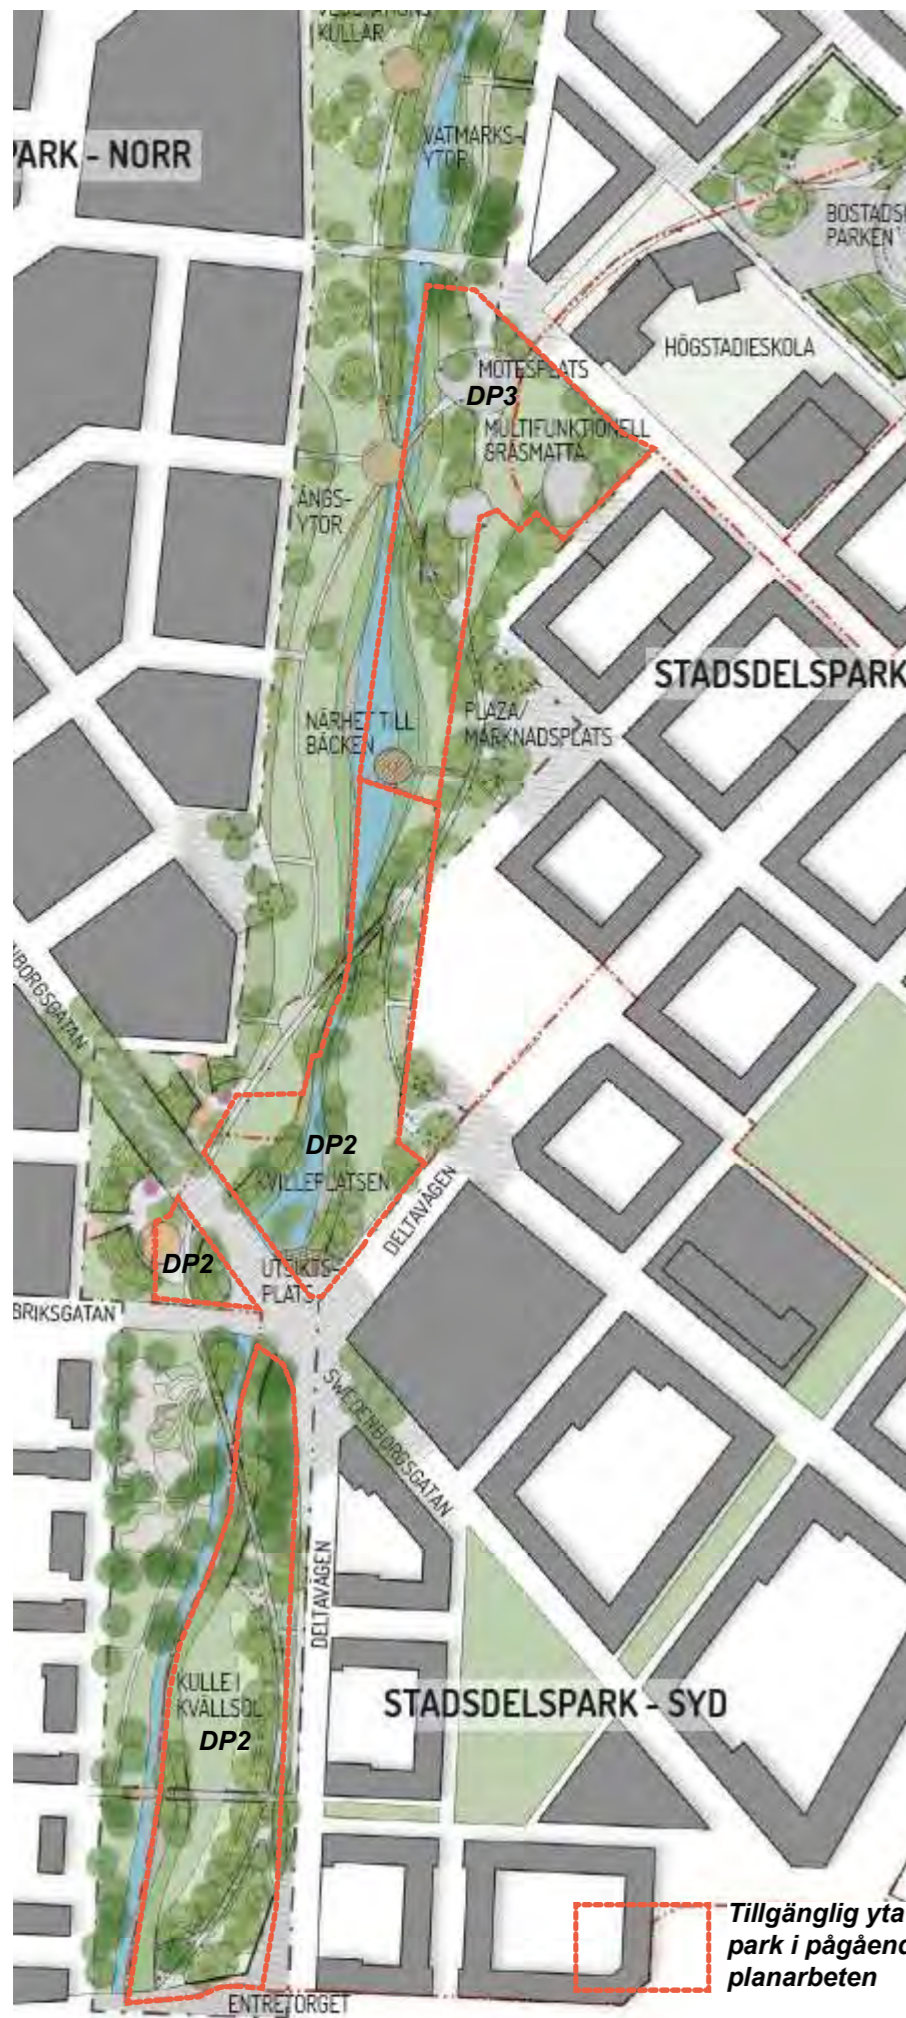 KULLAR
PARK - NORR
VÅTMARKS-
YTOR
BOSTADS
PARKEN
HÖGSTADIESKOLA
MÖTESPLATS
DP3
MULTIFUNKTIONELL
GRÄSMATTA
ÄNGS-
YTOR
STADSDELSPARK
NÄRHET TILL
BÄCKEN
PLAZA/
MARKNADSPLATS
NBORGSGATAN
DP2
KVILLEPLATSEN
DELTAVÄGEN
DP2
UTSIKTS-
PLATS
BRIKSGATAN
SWEDENBORGSGATAN
DELTAVÄGEN
KULLE I
KVÄLLSOL
STADSDELSPARK - SYD
DP2
Tillgänglig yta
park i pågåend
planarbeten
ENTRÉTORGET